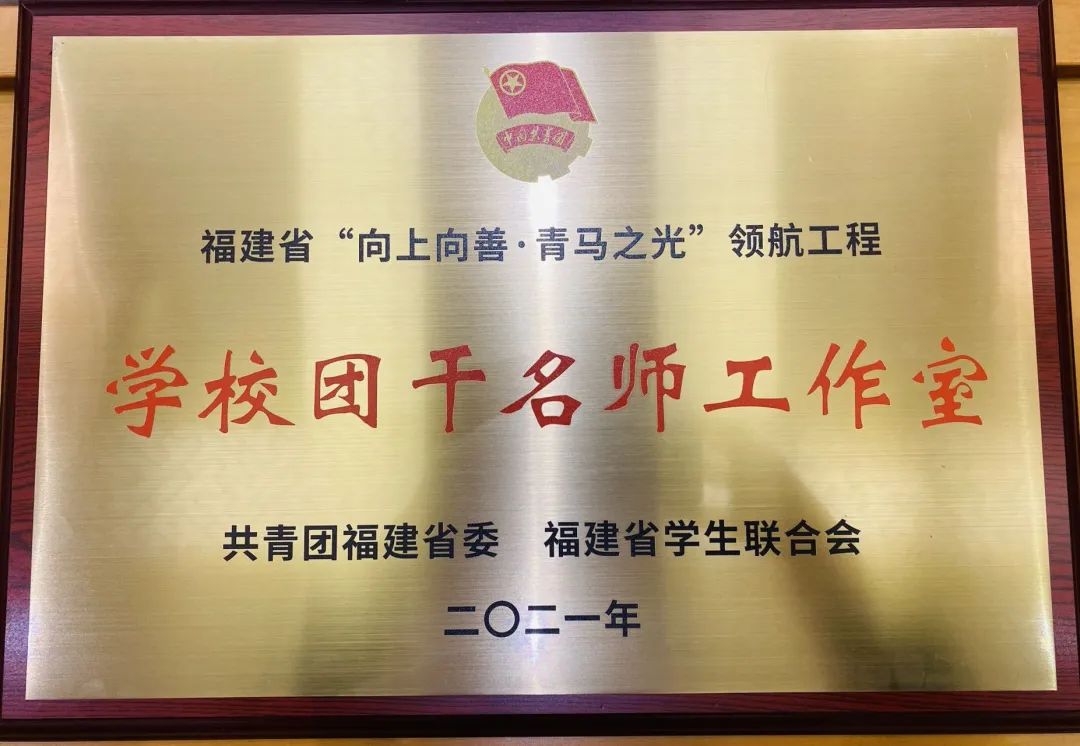 中国共青团
福建省“向上向善·青马之光”领航工程
学校团干名师工作室
共青团福建省委 福建省学生联合会
二〇二一年